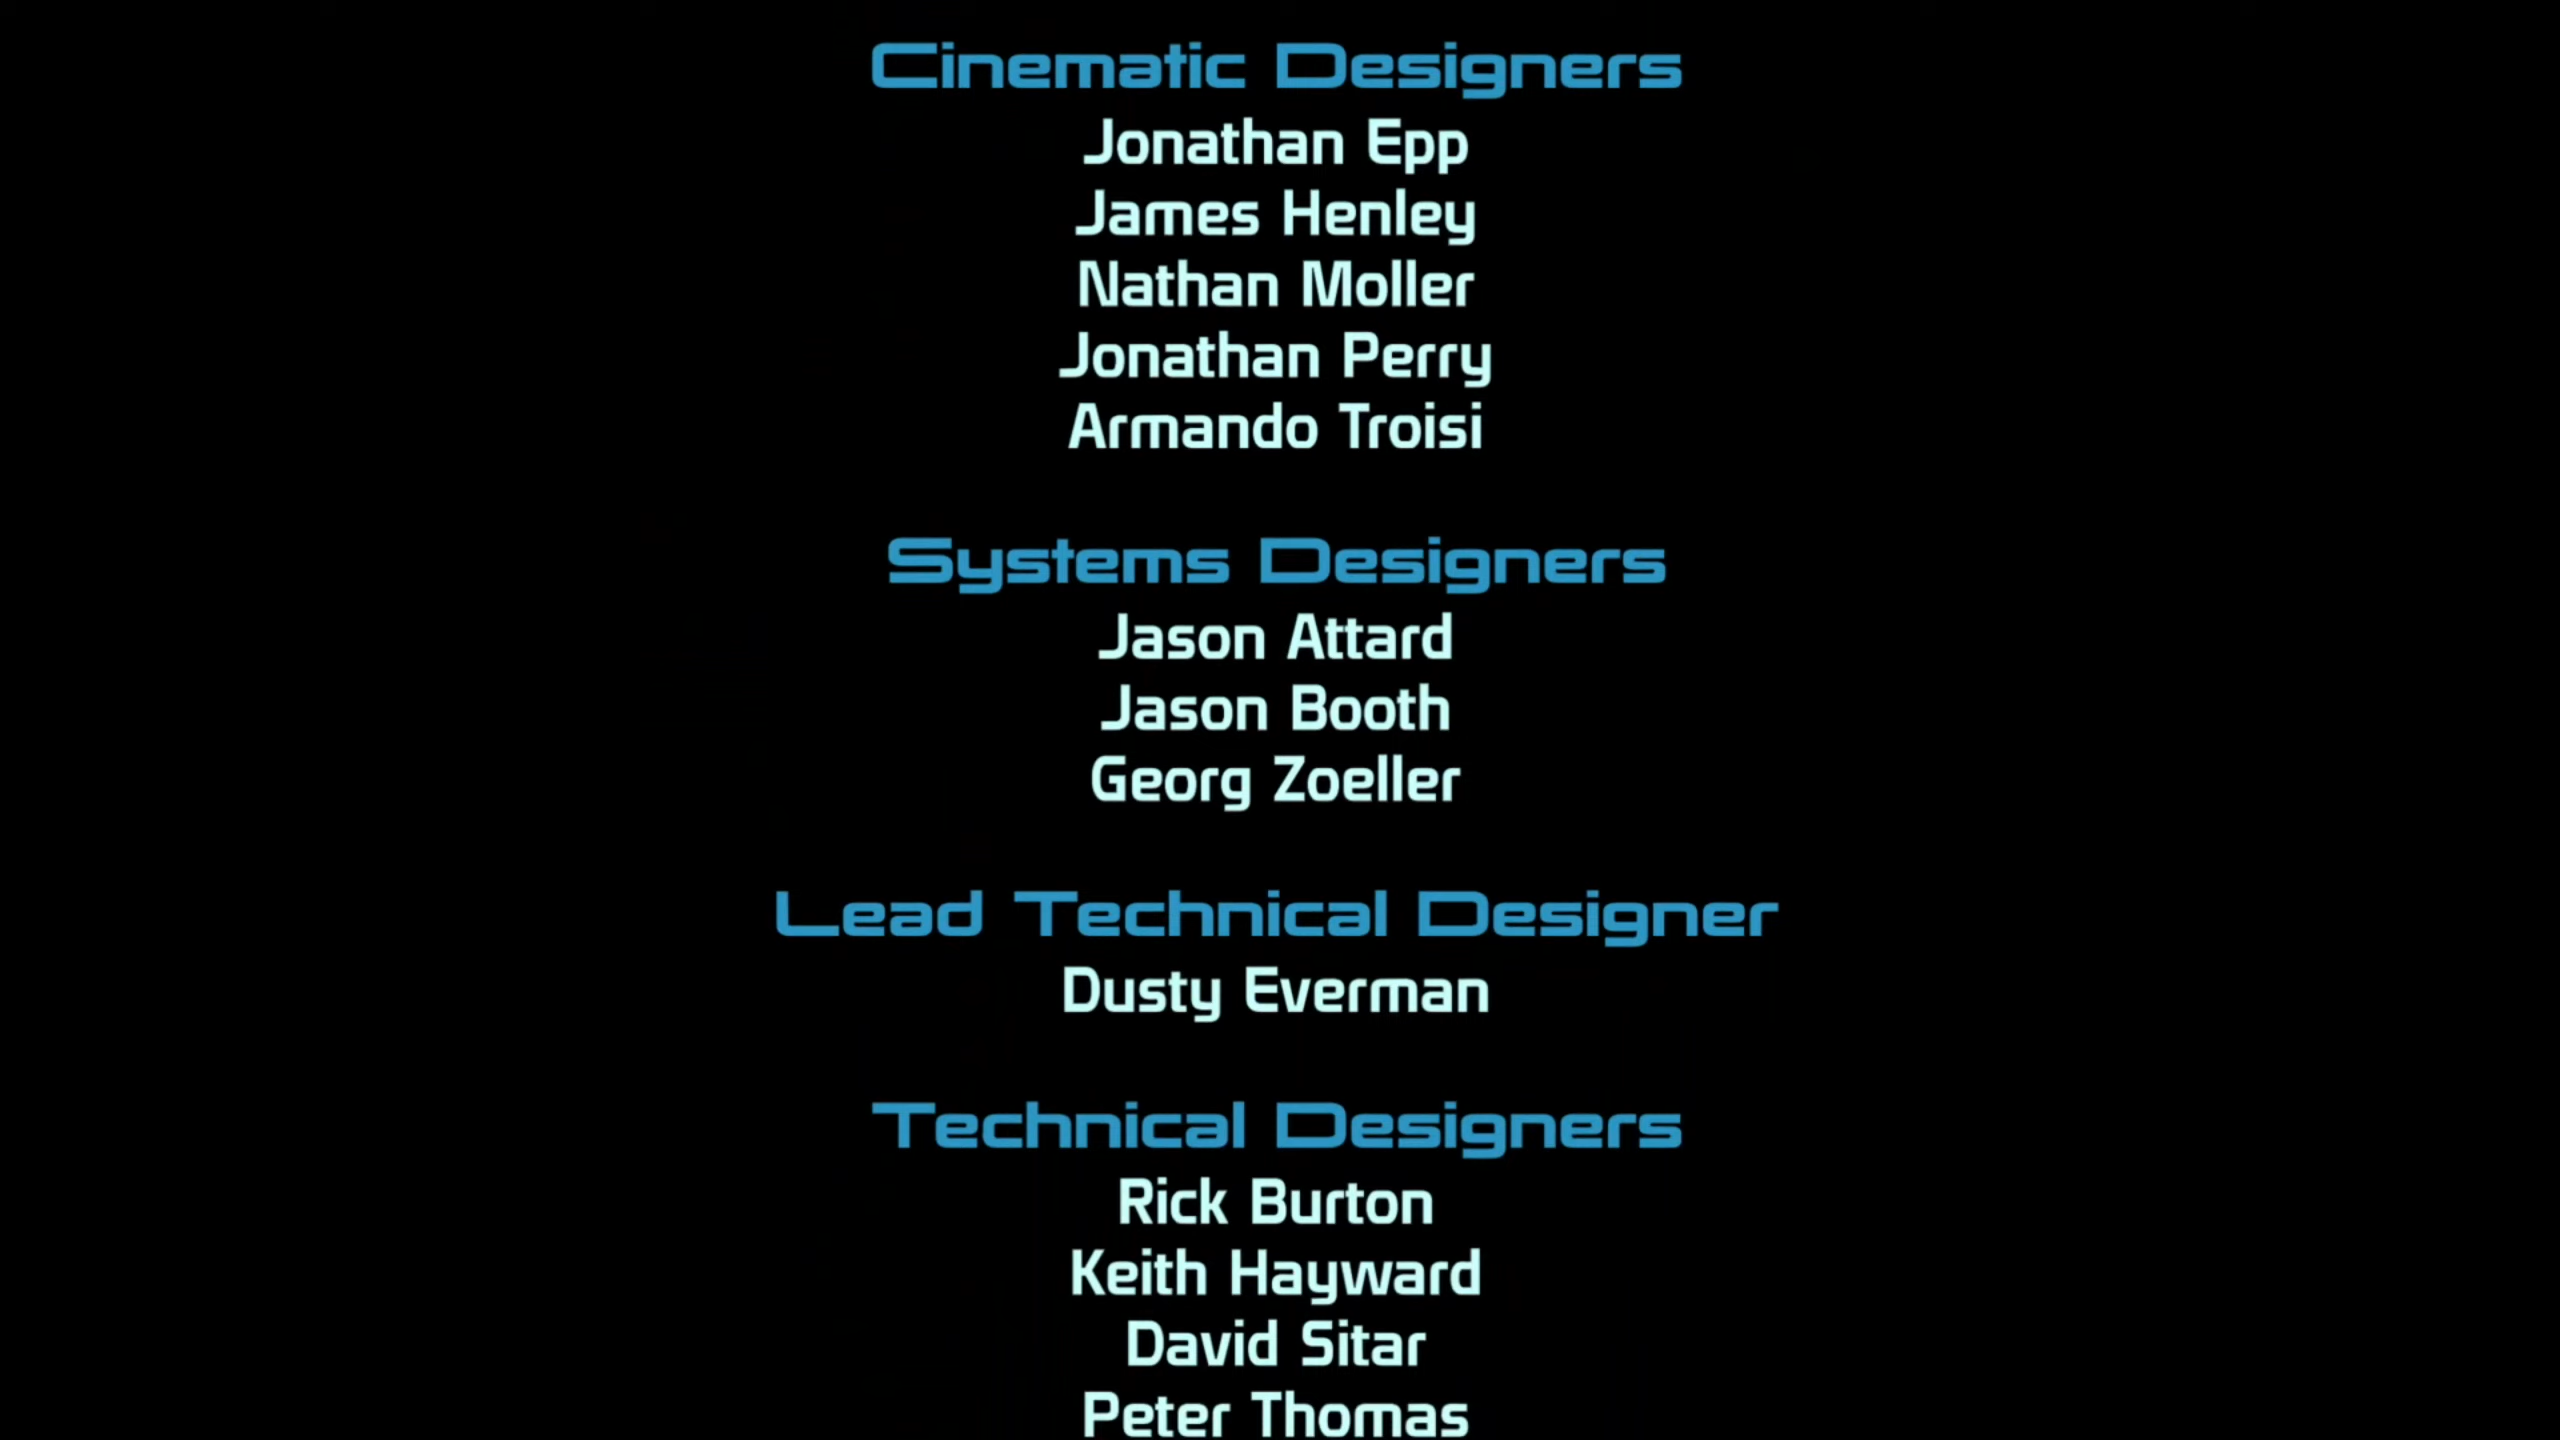 Cinematic Designers
Jonathan Epp
James Henley
Nathan Moller
Jonathan Perry
Armando Troisi
Systems Designers
Jason Attard
Jason Booth
Georg Zoeller
Lead Technical Designer
Dusty Everman
Technical Designers
Rick Burton
Keith Hayward
David Sitar
Peter Thomas